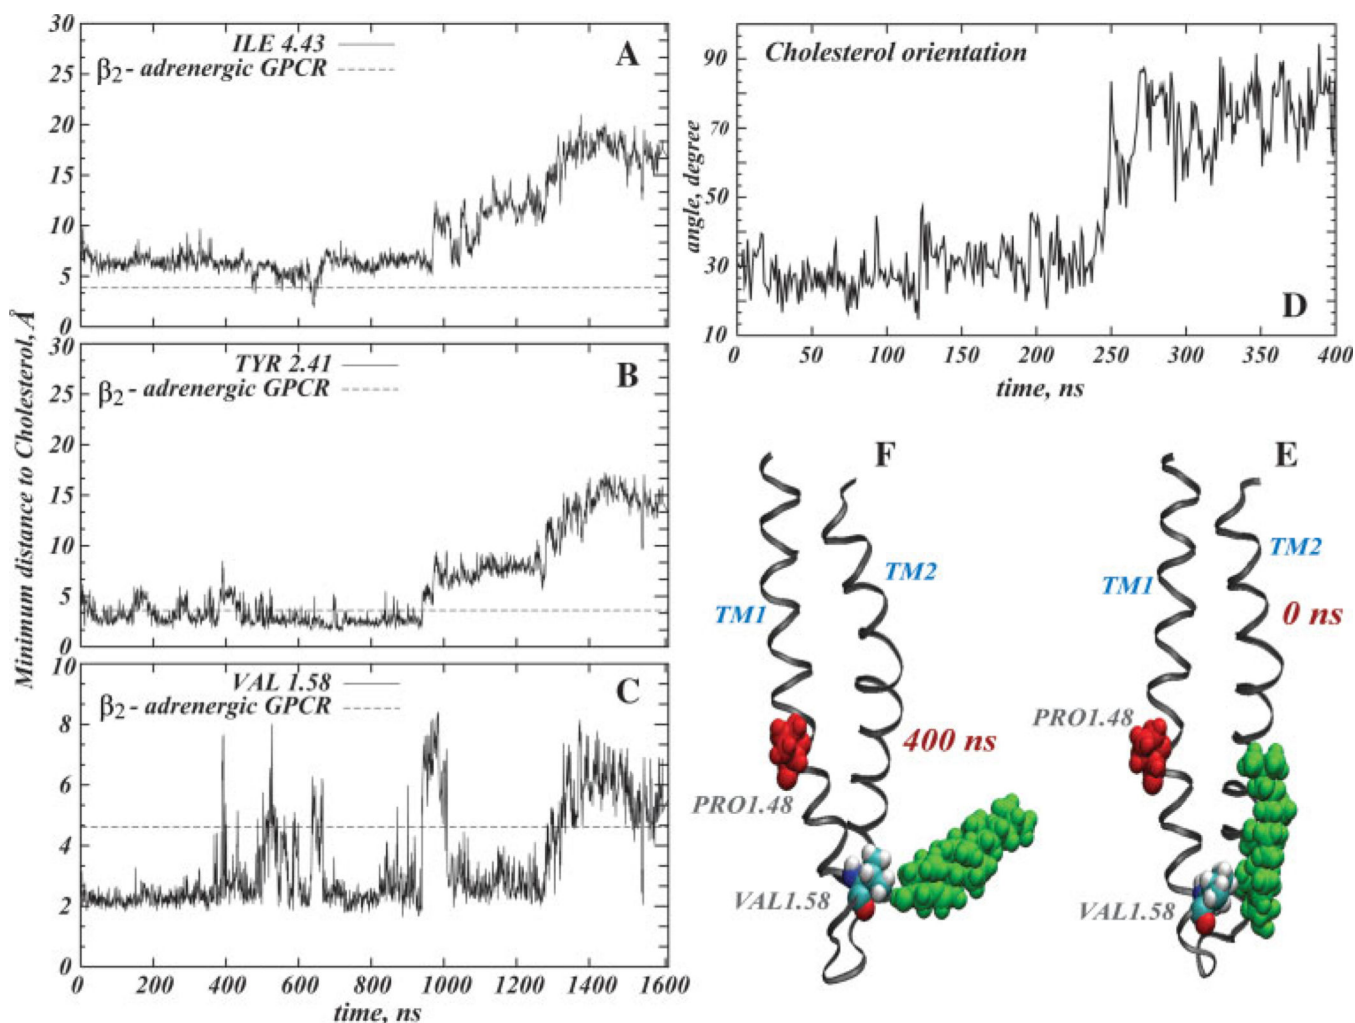 Minimum distance to Cholesterol, Å
30
25
20
15
10
5
0
ILE 4.43
β2- adrenergic GPCR
A
30
25
20
15
10
5
0
TYR 2.41
β2- adrenergic GPCR
B
10
8
6
4
2
0
VAL 1.58
β2- adrenergic GPCR
C
0 200 400 600 800 1000 1200 1400 1600
time, ns
Cholesterol orientation
angle, degree
90
70
50
30
10
D
0 50 100 150 200 250 300 350 400
time, ns
F
TM2
TM1
400 ns
PRO1.48
VAL1.58
E
TM2
TM1
0 ns
PRO1.48
VAL1.58